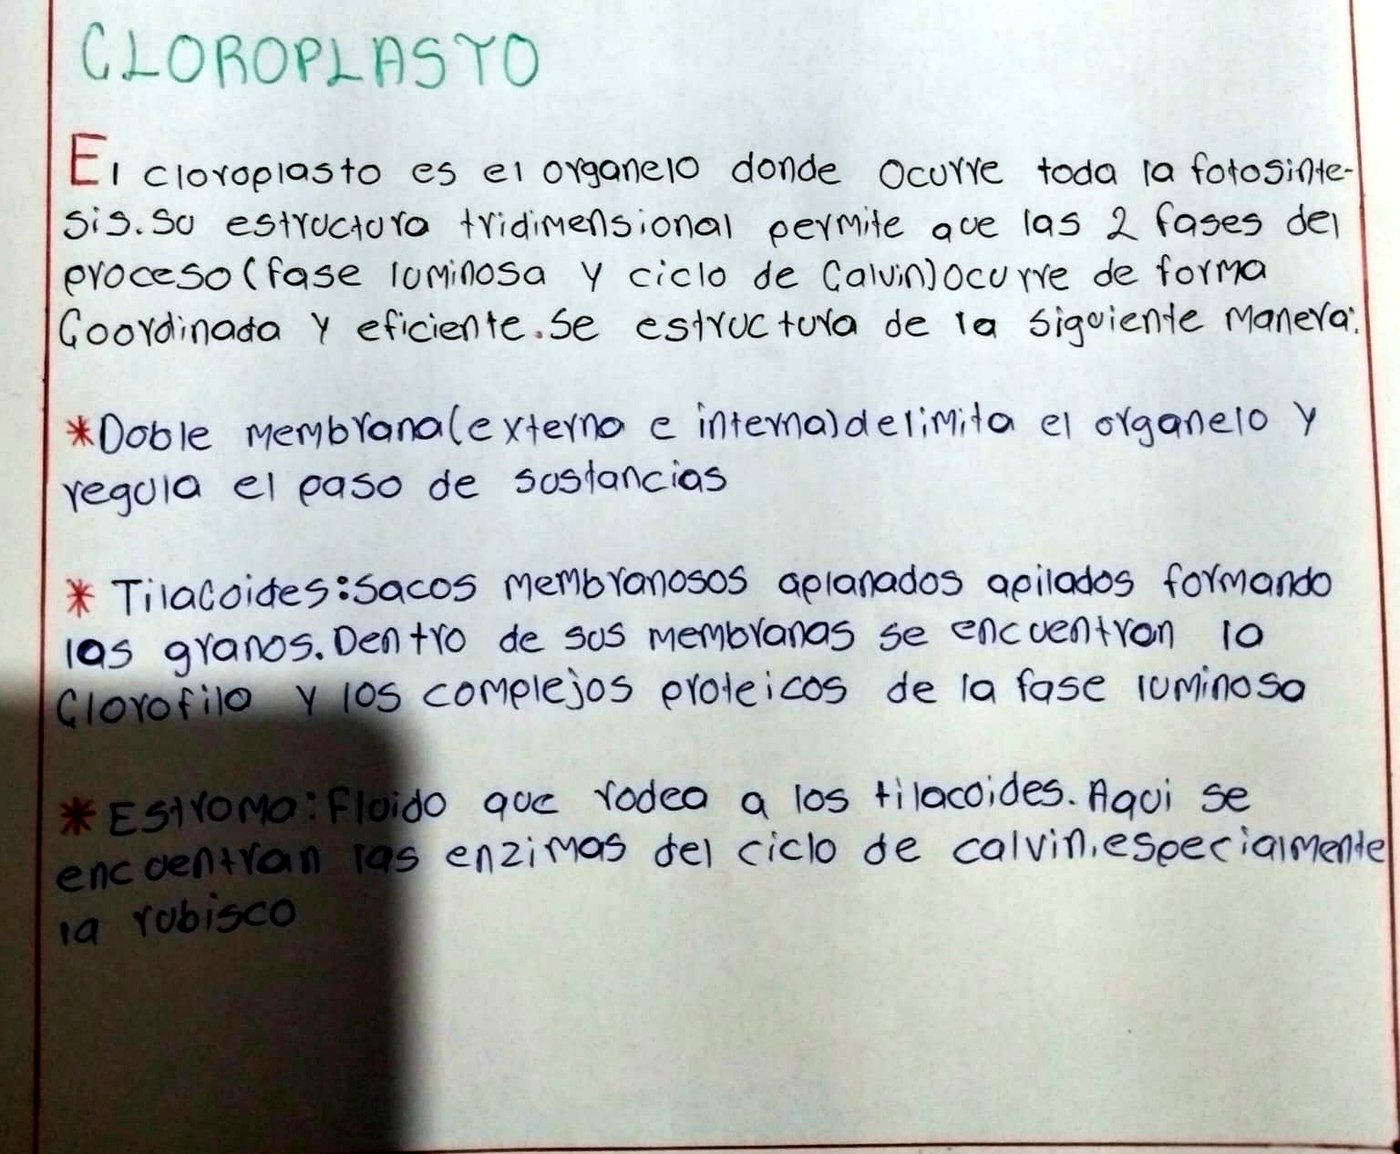 CLOROPLASTO
El cloroplasto es el organelo donde ocurre toda la fotosinte-
sis. Su estructura tridimensional permite que las 2 fases del
proceso (fase luminosa y ciclo de Calvin) ocurre de forma
Coordinada y eficiente. Se estructura de la siguiente manera:
*Doble membrana (externa e interna) delimita el organelo y
regula el paso de sustancias
* Tilacoides: Sacos membranosos aplanados apilados formando
las granos. Dentro de sus membranas se encuentran la
Clorofila y los complejos proteicos de la fase luminosa
*Estroma: Fluido que rodea a los tilacoides. Aqui se
encuentran las enzimas del ciclo de calvin, especialmente
la rubisco